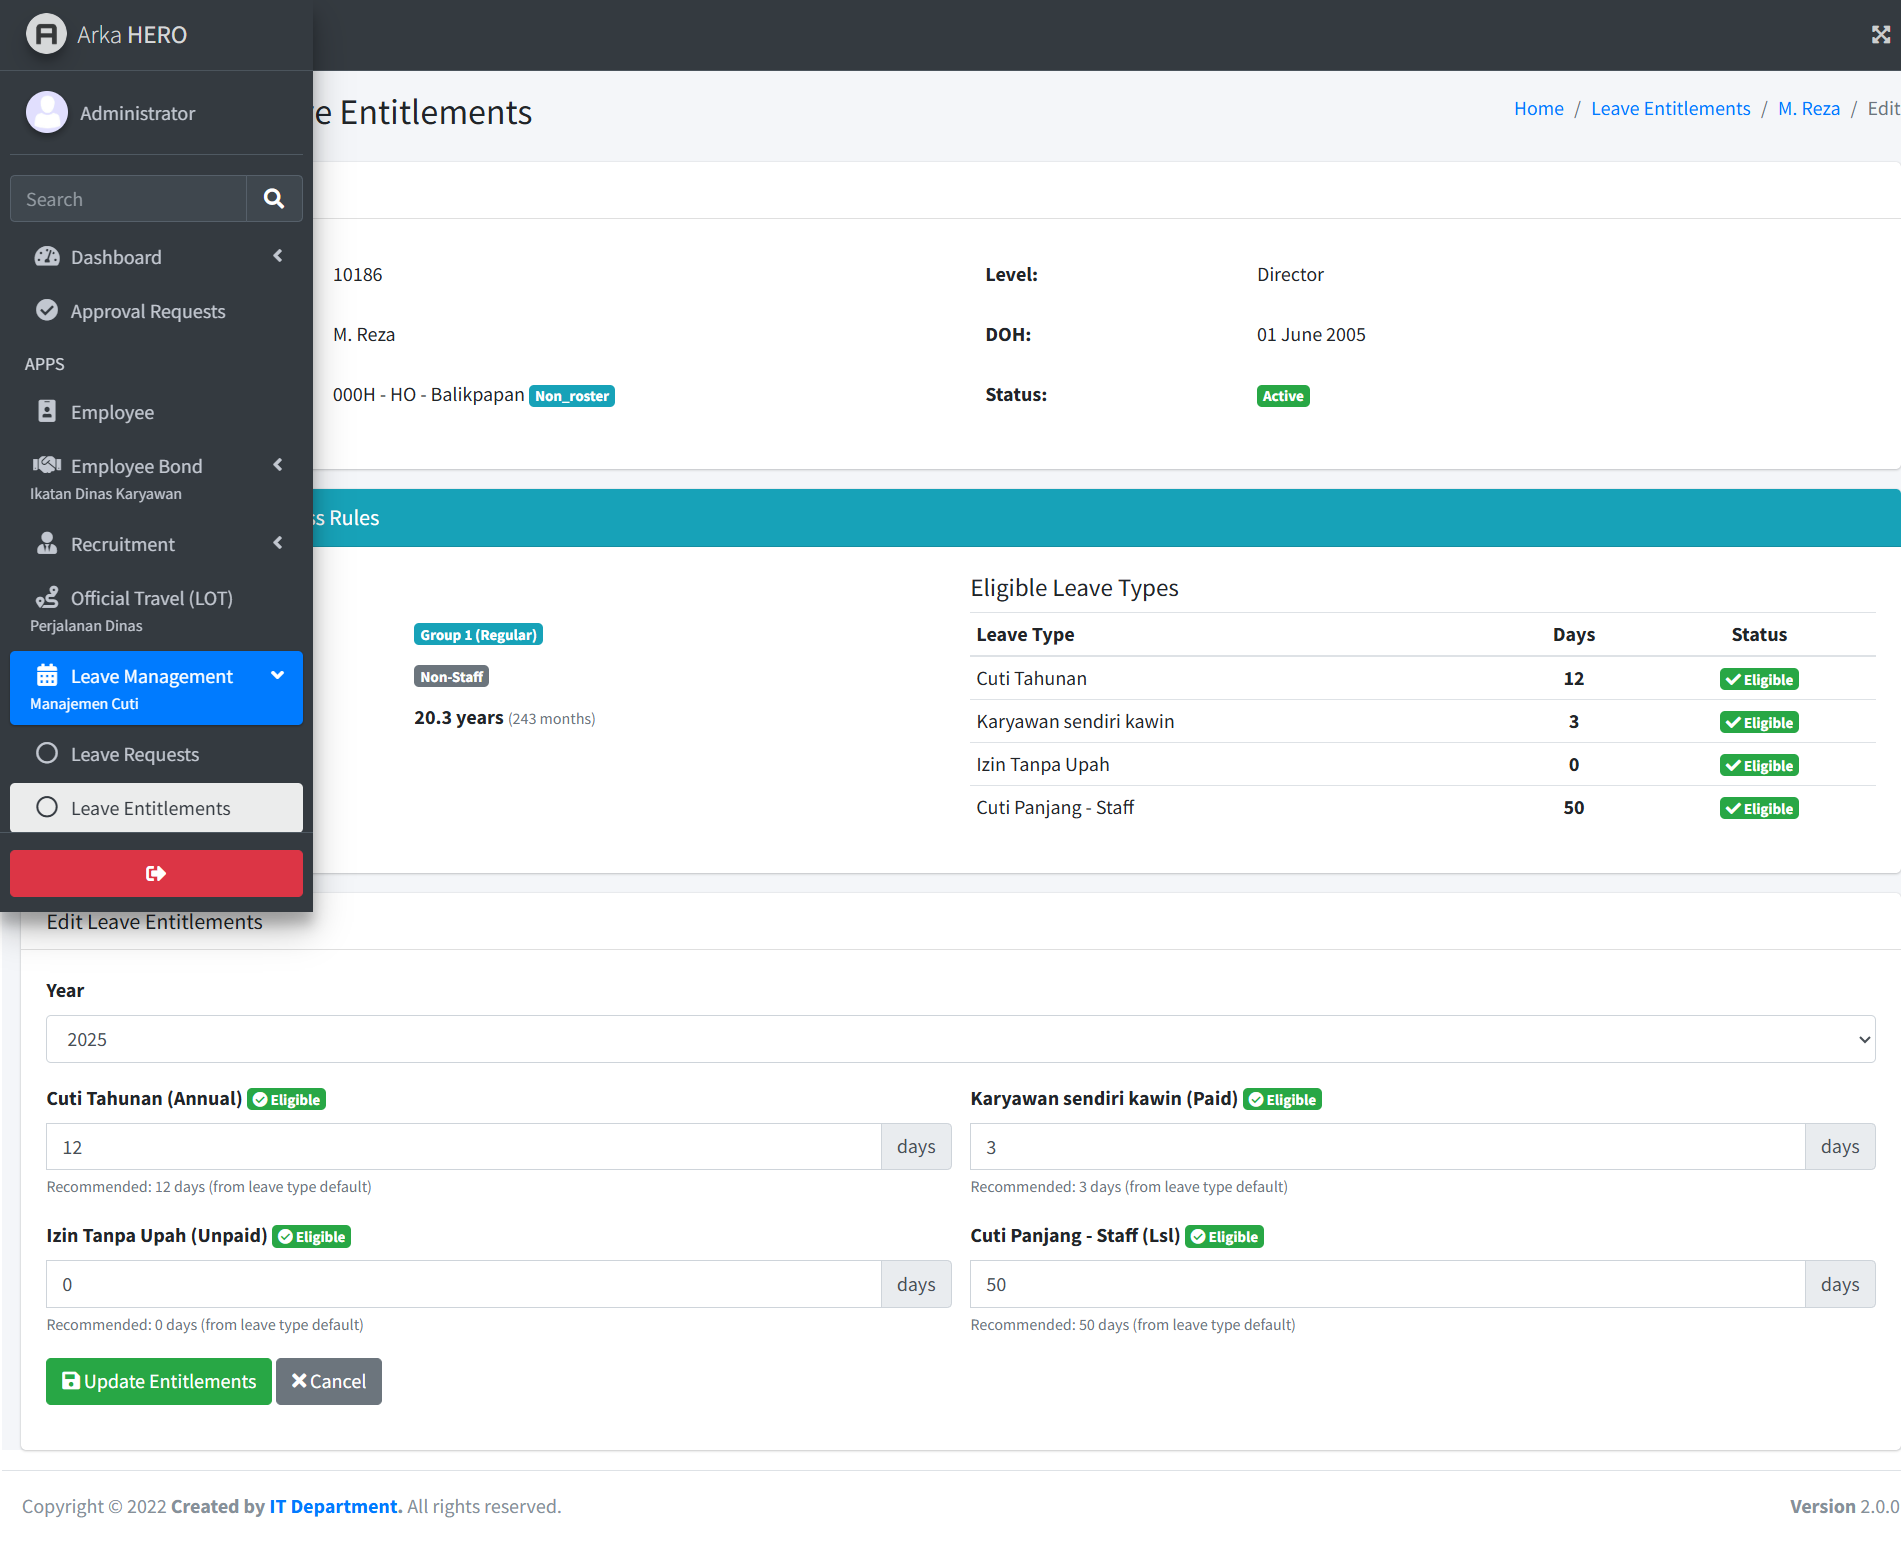 Arka HERO
Administrator
Search
Dashboard
Approval Requests
APPS
Employee
Employee Bond
Ikatan Dinas Karyawan
Recruitment
Official Travel (LOT)
Perjalanan Dinas
Leave Management
Manajemen Cuti
Leave Requests
Leave Entitlements
e Entitlements
Home / Leave Entitlements / M. Reza / Edit
10186
Level: Director
M. Reza
DOH: 01 June 2005
000H - HO - Balikpapan Non_roster
Status: Active
s Rules
Group 1 (Regular)
Non-Staff
20.3 years (243 months)
Eligible Leave Types
Leave Type Days Status
Cuti Tahunan 12 Eligible
Karyawan sendiri kawin 3 Eligible
Izin Tanpa Upah 0 Eligible
Cuti Panjang - Staff 50 Eligible
Edit Leave Entitlements
Year
2025
Cuti Tahunan (Annual) Eligible
12 days
Recommended: 12 days (from leave type default)
Karyawan sendiri kawin (Paid) Eligible
3 days
Recommended: 3 days (from leave type default)
Izin Tanpa Upah (Unpaid) Eligible
0 days
Recommended: 0 days (from leave type default)
Cuti Panjang - Staff (Lsl) Eligible
50 days
Recommended: 50 days (from leave type default)
Update Entitlements
Cancel
Copyright © 2022 Created by IT Department. All rights reserved.
Version 2.0.0